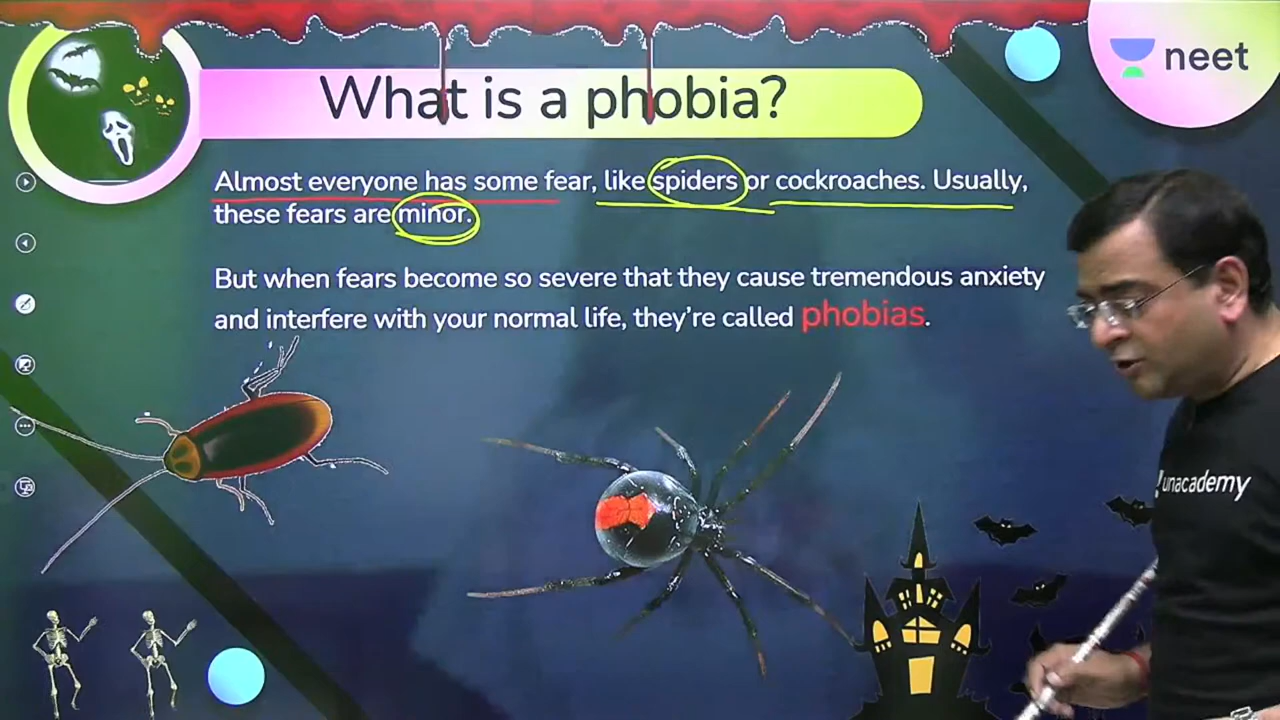 What is a phobia?
neet
Almost everyone has some fear, like spiders or cockroaches. Usually,
these fears are minor.
But when fears become so severe that they cause tremendous anxiety
and interfere with your normal life, they're called phobias.
unacademy